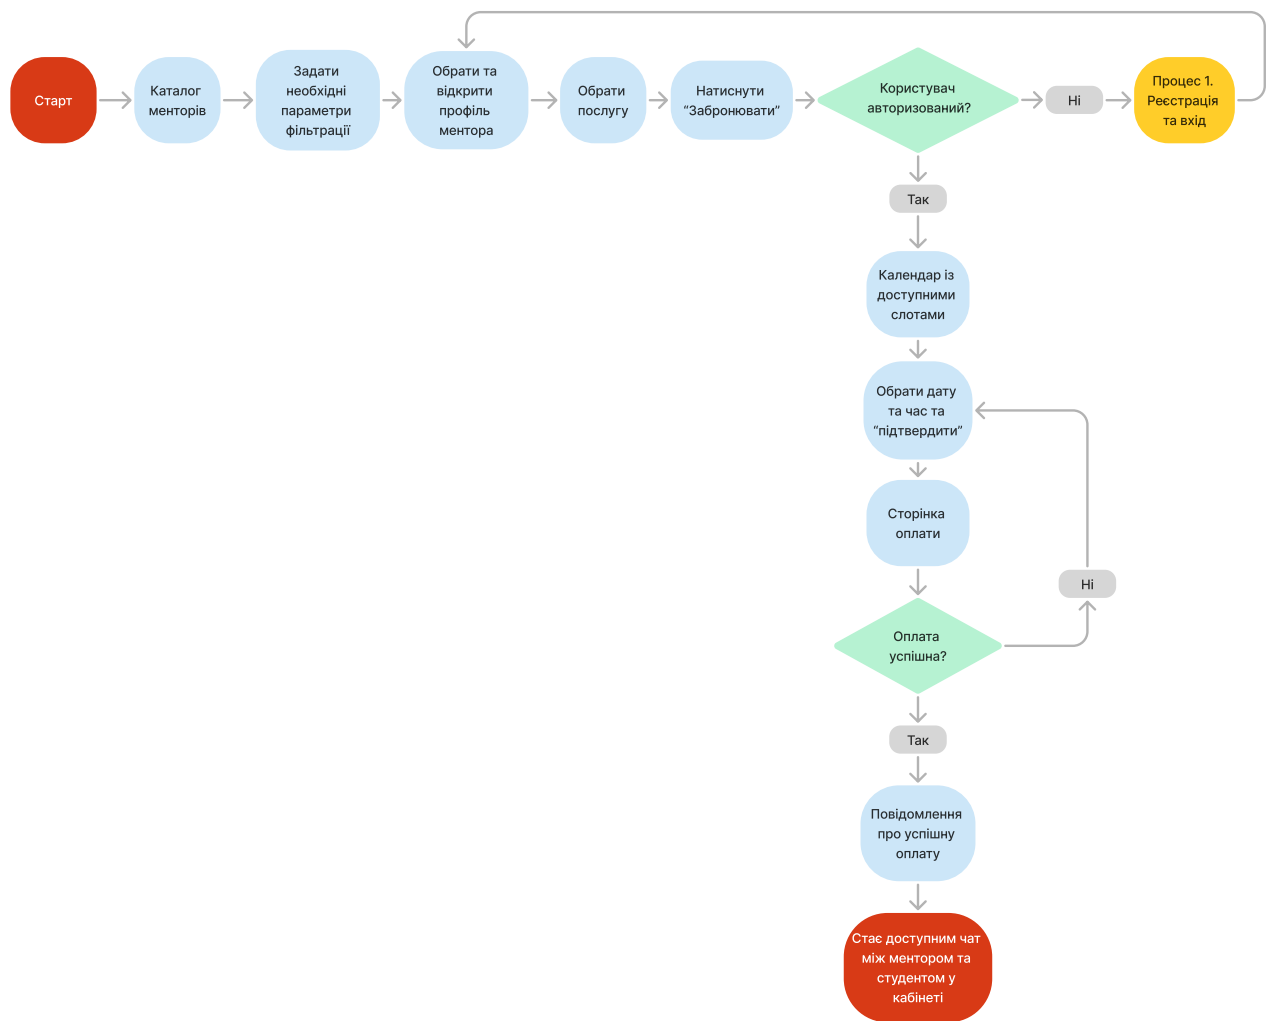 Старт
Каталог
менторів
Задати
необхідні
параметри
фільтрації
Обрати та
відкрити
профіль
ментора
Обрати
послугу
Натиснути
“Забронювати”
Користувач
авторизований?
Ні
Процес 1.
Реєстрація
та вхід
Так
Календар із
доступними
слотами
Обрати дату
та час та
“підтвердити”
Сторінка
оплати
Ні
Оплата
успішна?
Так
Повідомлення
про успішну
оплату
Стає доступним чат
між ментором та
студентом у
кабінеті